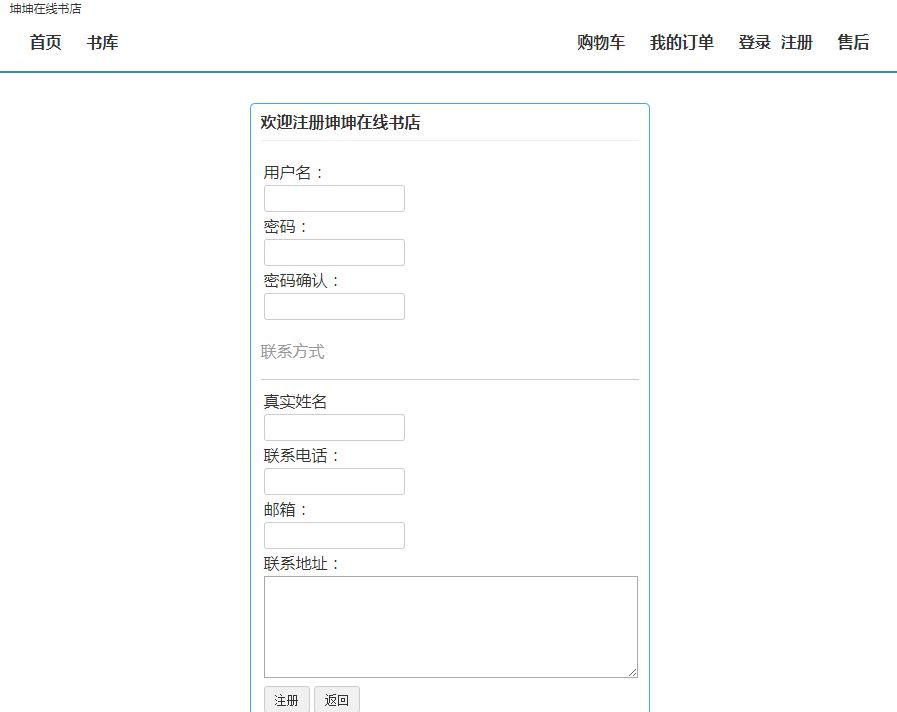 坤坤在线书店
首页 书库 购物车 我的订单 登录 注册 售后
欢迎注册坤坤在线书店
用户名：
密码：
密码确认：
联系方式
真实姓名
联系电话：
邮箱：
联系地址：
注册 返回